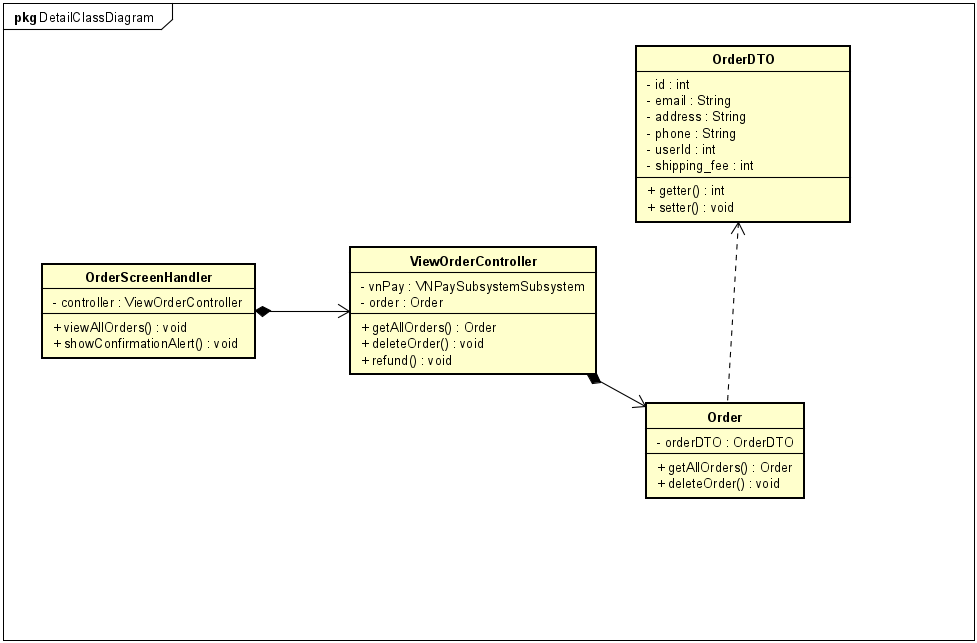 pkg DetailClassDiagram
OrderDTO
- id : int
- email : String
- address : String
- phone : String
- userId : int
- shipping_fee : int
+ getter() : int
+ setter() : void
OrderScreenHandler
- controller : ViewOrderController
+ viewAllOrders() : void
+ showConfirmationAlert() : void
ViewOrderController
- vnPay : VNPaySubsystemSubsystem
- order : Order
+ getAllOrders() : Order
+ deleteOrder() : void
+ refund() : void
Order
- orderDTO : OrderDTO
+ getAllOrders() : Order
+ deleteOrder() : void